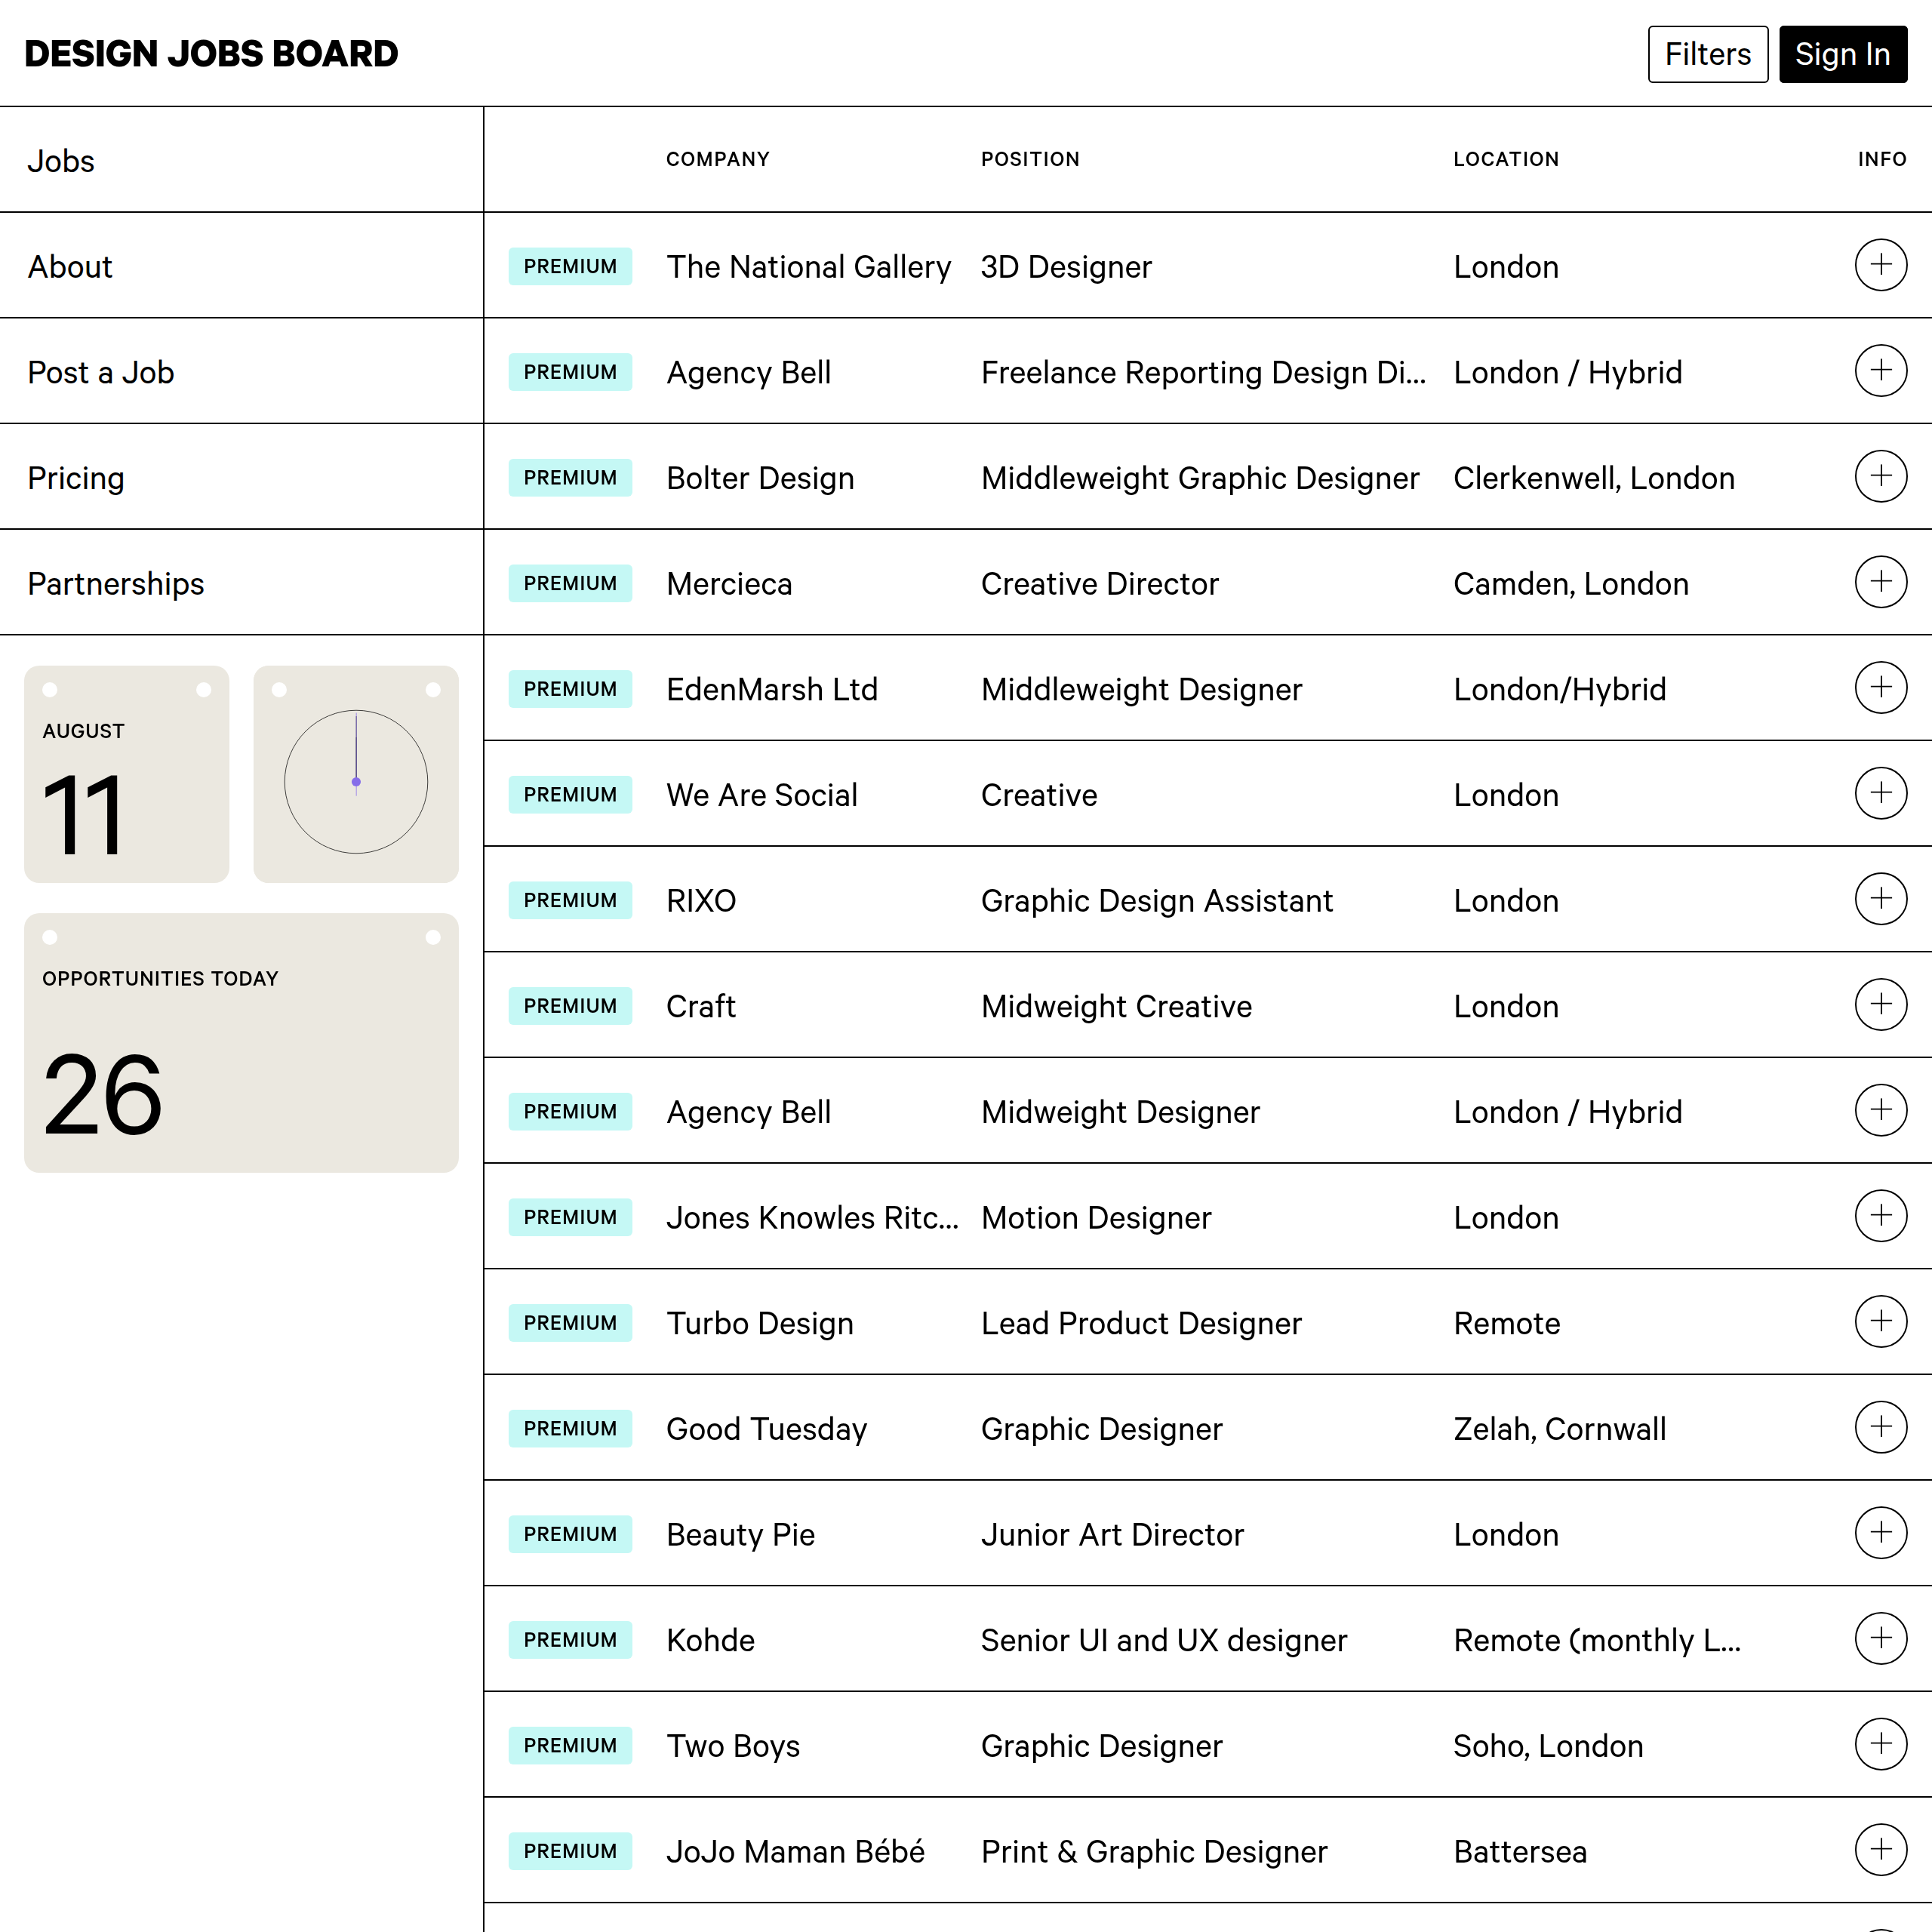 DESIGN JOBS BOARD
Filters
Sign In
Jobs
About
Post a Job
Pricing
Partnerships
AUGUST
11
OPPORTUNITIES TODAY
26
COMPANY POSITION LOCATION INFO
PREMIUM The National Gallery 3D Designer London
PREMIUM Agency Bell Freelance Reporting Design Di... London / Hybrid
PREMIUM Bolter Design Middleweight Graphic Designer Clerkenwell, London
PREMIUM Mercieca Creative Director Camden, London
PREMIUM EdenMarsh Ltd Middleweight Designer London/Hybrid
PREMIUM We Are Social Creative London
PREMIUM RIXO Graphic Design Assistant London
PREMIUM Craft Midweight Creative London
PREMIUM Agency Bell Midweight Designer London / Hybrid
PREMIUM Jones Knowles Ritc... Motion Designer London
PREMIUM Turbo Design Lead Product Designer Remote
PREMIUM Good Tuesday Graphic Designer Zelah, Cornwall
PREMIUM Beauty Pie Junior Art Director London
PREMIUM Kohde Senior UI and UX designer Remote (monthly L...
PREMIUM Two Boys Graphic Designer Soho, London
PREMIUM JoJo Maman Bébé Print & Graphic Designer Battersea